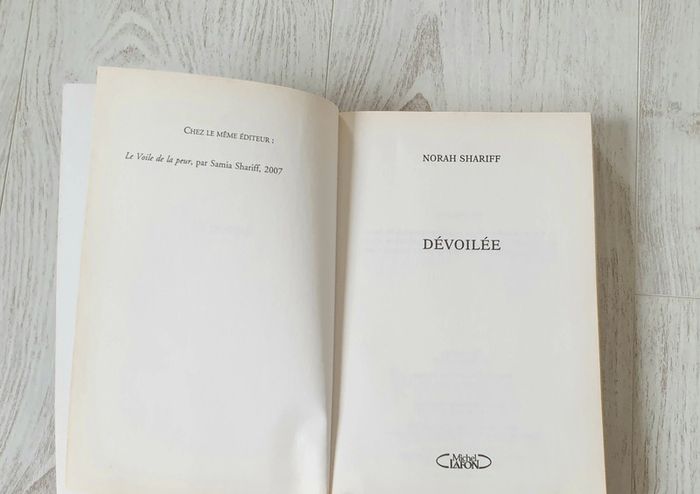 CHEZ LE MÊME ÉDITEUR :
Le Voile de la peur, par Samia Shariff, 2007
NORAH SHARIFF
DÉVOILÉE
Michel
LAFON